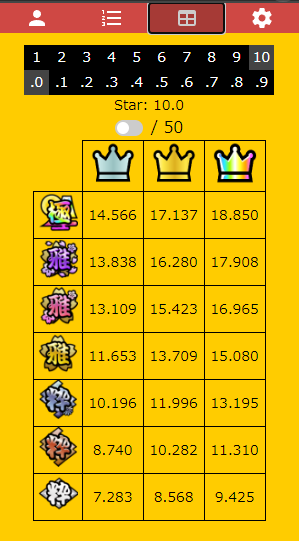 1 2 3 4 5 6 7 8 9 10
.0 .1 .2 .3 .4 .5 .6 .7 .8 .9
Star: 10.0
/ 50
極 14.566 17.137 18.850
雅 13.838 16.280 17.908
雅 13.109 15.423 16.965
雅 11.653 13.709 15.080
粋 10.196 11.996 13.195
粋 8.740 10.282 11.310
粋 7.283 8.568 9.425